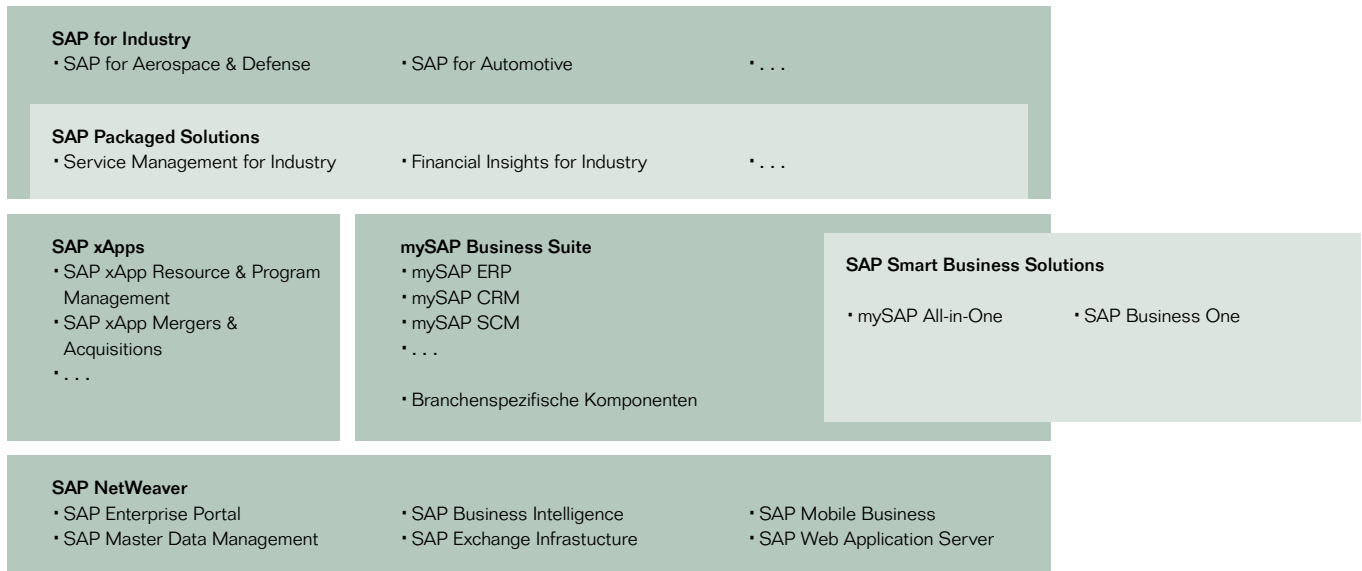 SAP for Industry
· SAP for Aerospace & Defense · SAP for Automotive · . . .
SAP Packaged Solutions
· Service Management for Industry · Financial Insights for Industry · . . .
SAP xApps
· SAP xApp Resource & Program
Management
· SAP xApp Mergers &
Acquisitions
· . . .
mySAP Business Suite
· mySAP ERP
· mySAP CRM
· mySAP SCM
· . . .
· Branchenspezifische Komponenten
SAP Smart Business Solutions
· mySAP All-in-One · SAP Business One
SAP NetWeaver
· SAP Enterprise Portal · SAP Business Intelligence · SAP Mobile Business
· SAP Master Data Management · SAP Exchange Infrastucture · SAP Web Application Server